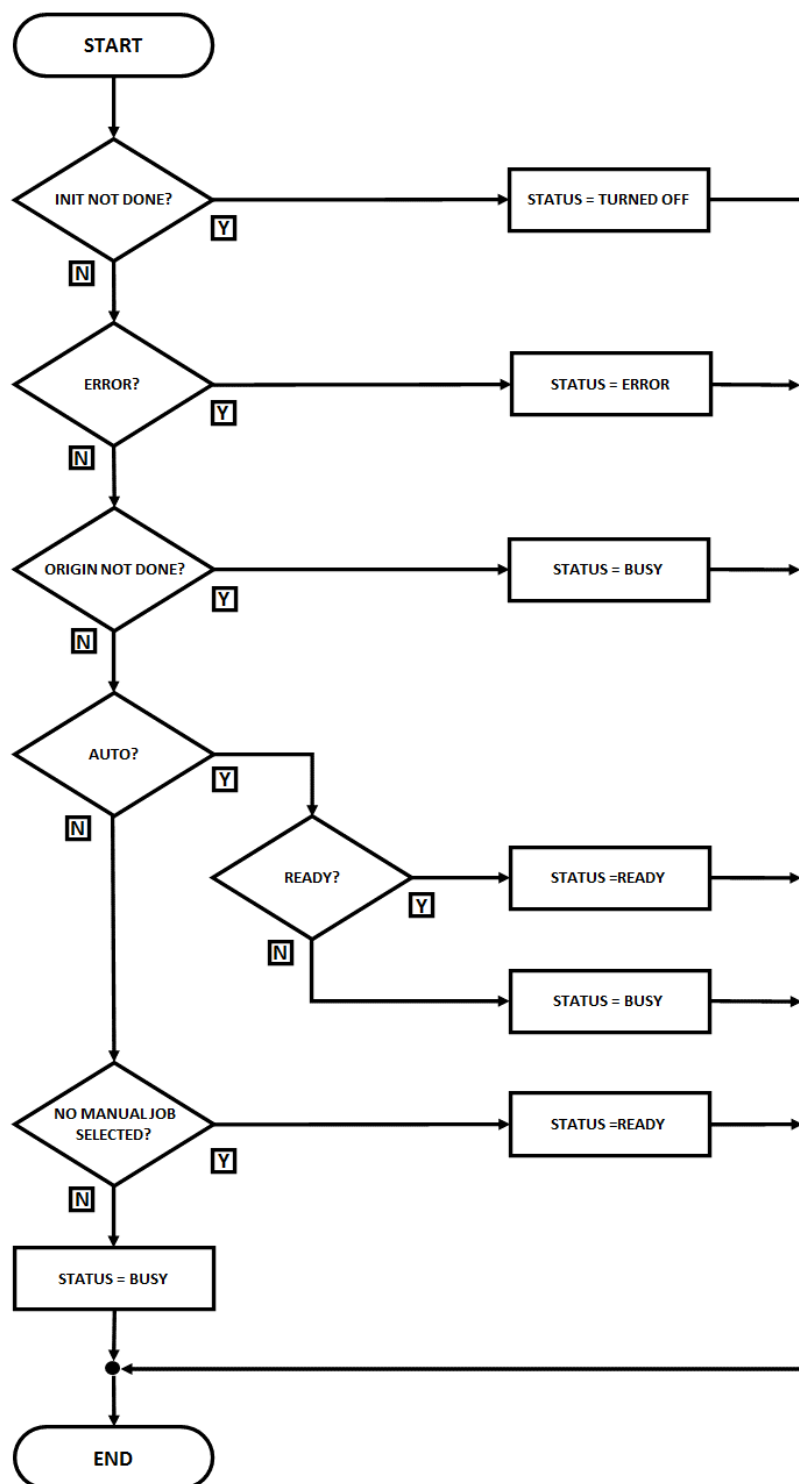 START
INIT NOT DONE?
Y
STATUS = TURNED OFF
N
ERROR?
Y
STATUS = ERROR
N
ORIGIN NOT DONE?
Y
STATUS = BUSY
N
AUTO?
Y
N
READY?
Y
STATUS =READY
N
STATUS = BUSY
NO MANUAL JOB
SELECTED?
Y
STATUS =READY
N
STATUS = BUSY
END